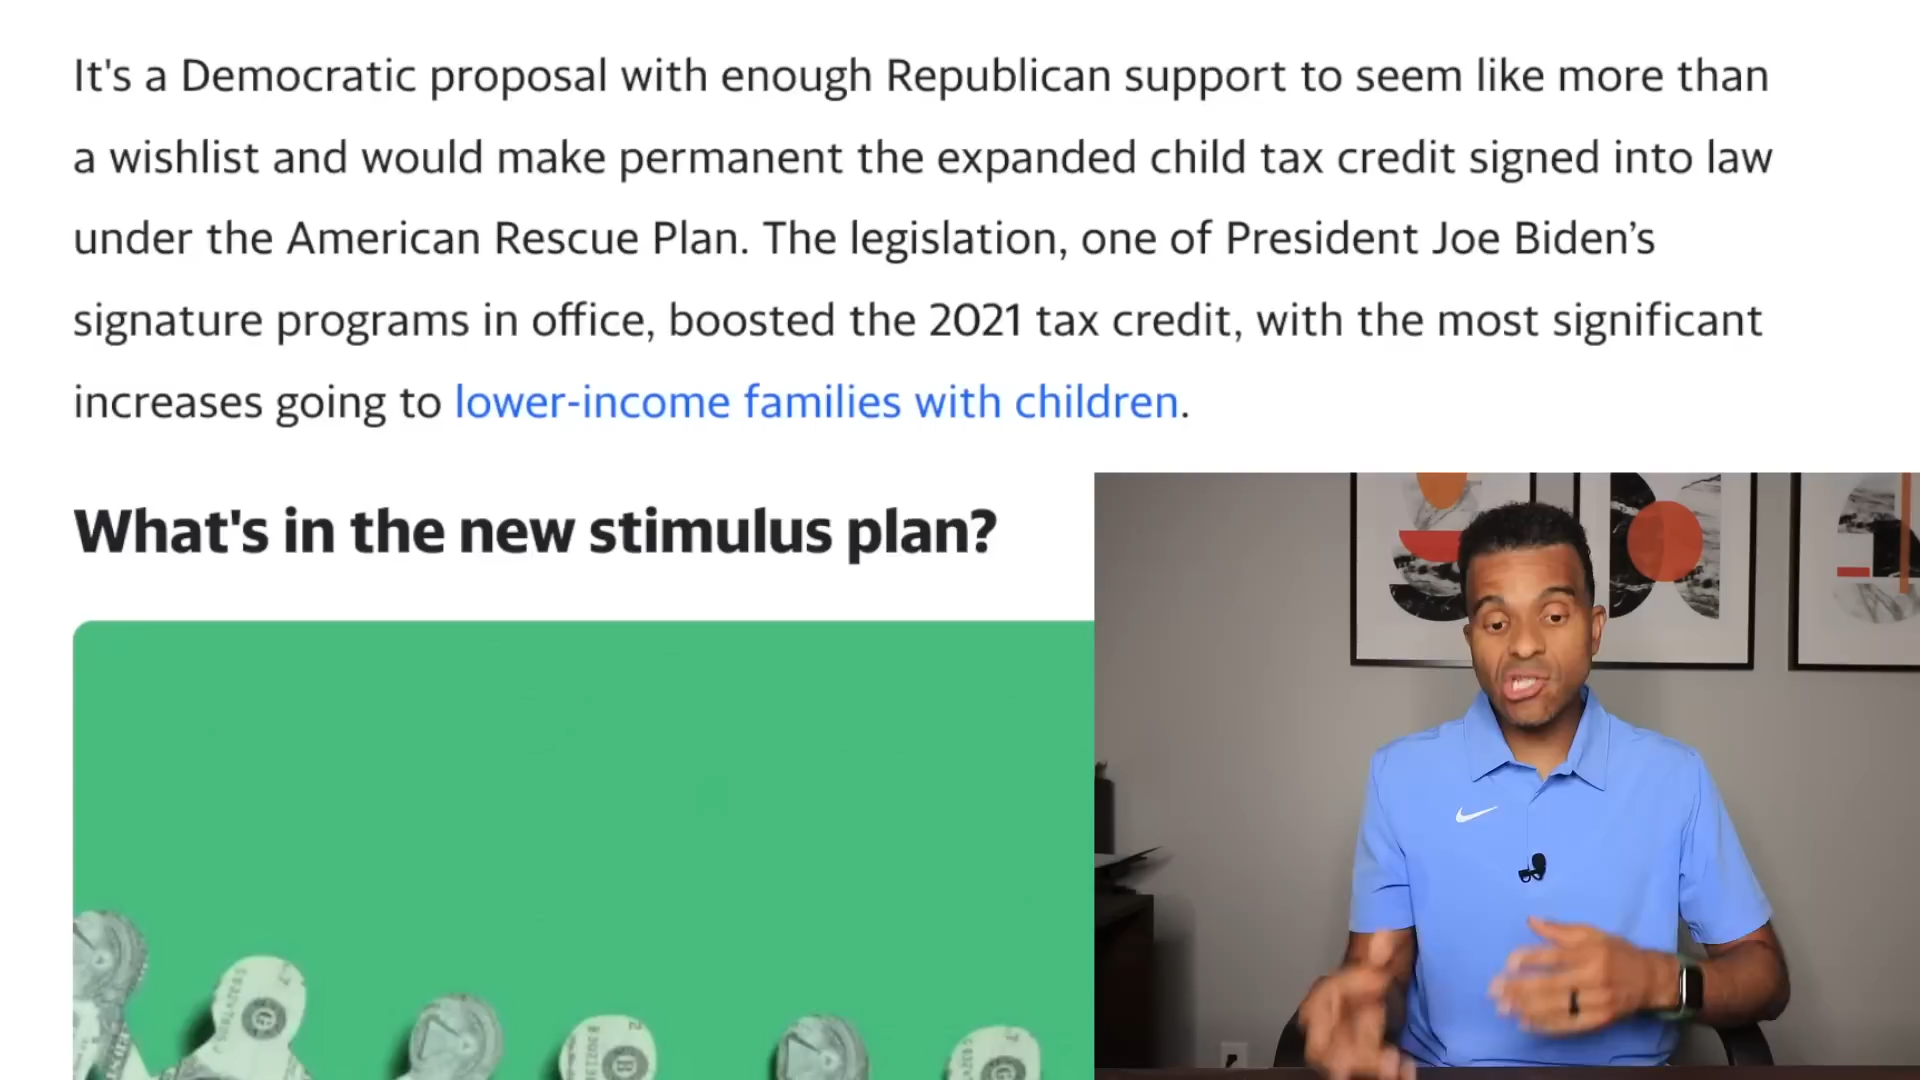 It's a Democratic proposal with enough Republican support to seem like more than
a wishlist and would make permanent the expanded child tax credit signed into law
under the American Rescue Plan. The legislation, one of President Joe Biden’s
signature programs in office, boosted the 2021 tax credit, with the most significant
increases going to lower-income families with children.
What's in the new stimulus plan?